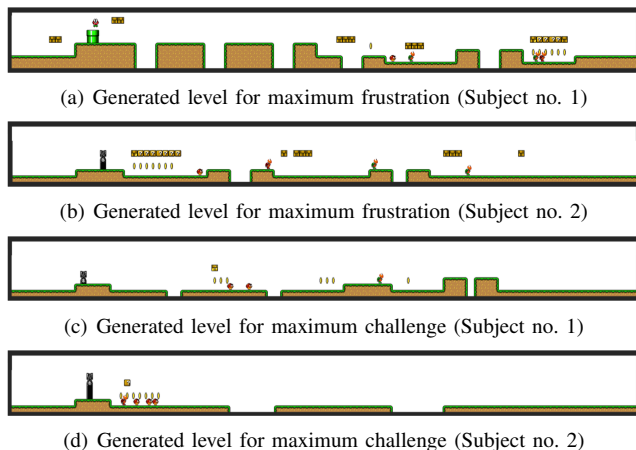 (a) Generated level for maximum frustration (Subject no. 1)
(b) Generated level for maximum frustration (Subject no. 2)
(c) Generated level for maximum challenge (Subject no. 1)
(d) Generated level for maximum challenge (Subject no. 2)